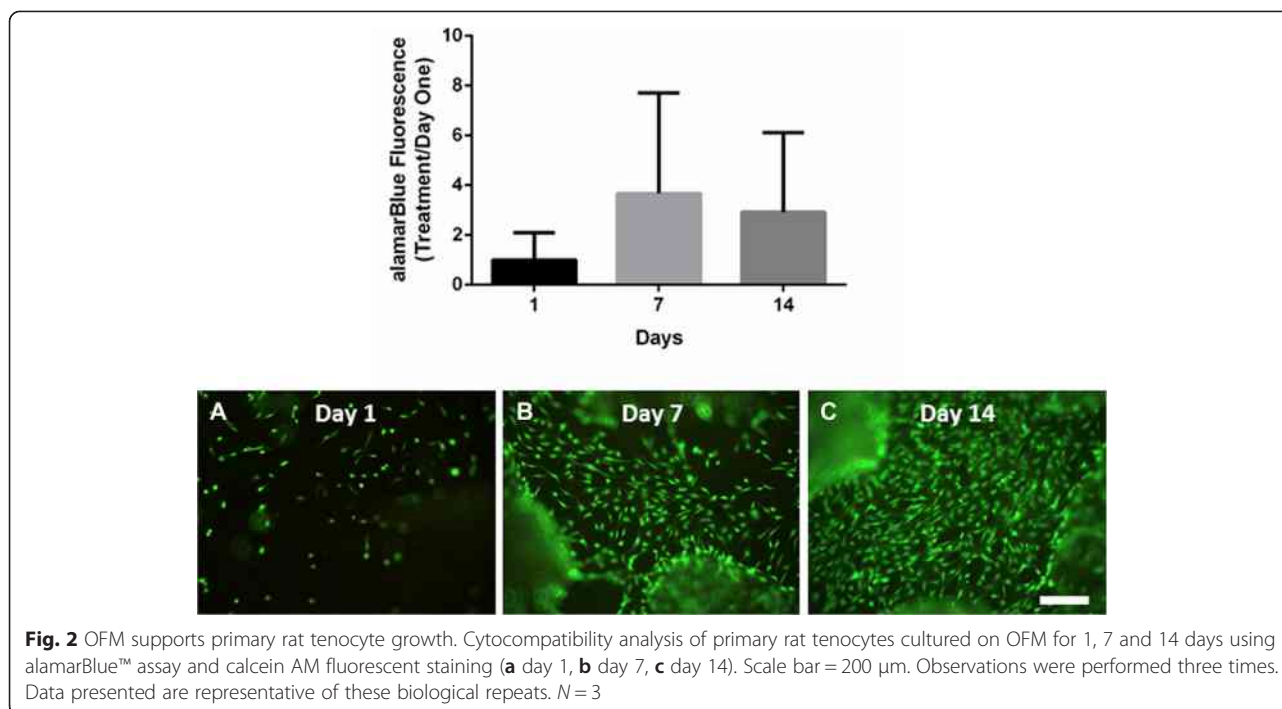 10
8
6
4
2
0
alamarBlue Fluorescence
(Treatment/Day One)
1 7 14
Days
A Day 1 B Day 7 C Day 14
Fig. 2 OFM supports primary rat tenocyte growth. Cytocompatibility analysis of primary rat tenocytes cultured on OFM for 1, 7 and 14 days using
alamarBlue™ assay and calcein AM fluorescent staining (a day 1, b day 7, c day 14). Scale bar = 200 μm. Observations were performed three times.
Data presented are representative of these biological repeats. N = 3